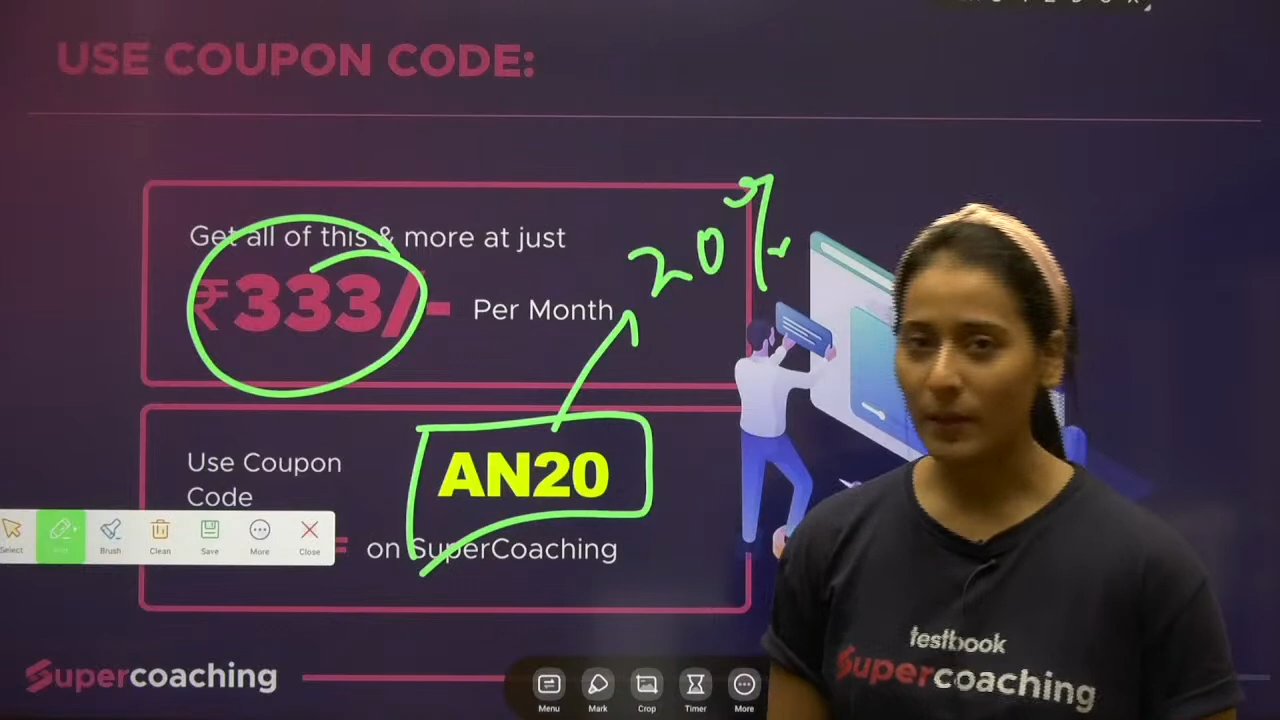 USE COUPON CODE:
Get all of this & more at just
₹333/- Per Month
20%
Use Coupon
Code
AN20
on SuperCoaching
Select
Brush
Clean
Save
More
Close
Supercoaching
Menu
Mark
Crop
Timer
More
testbook
Supercoaching